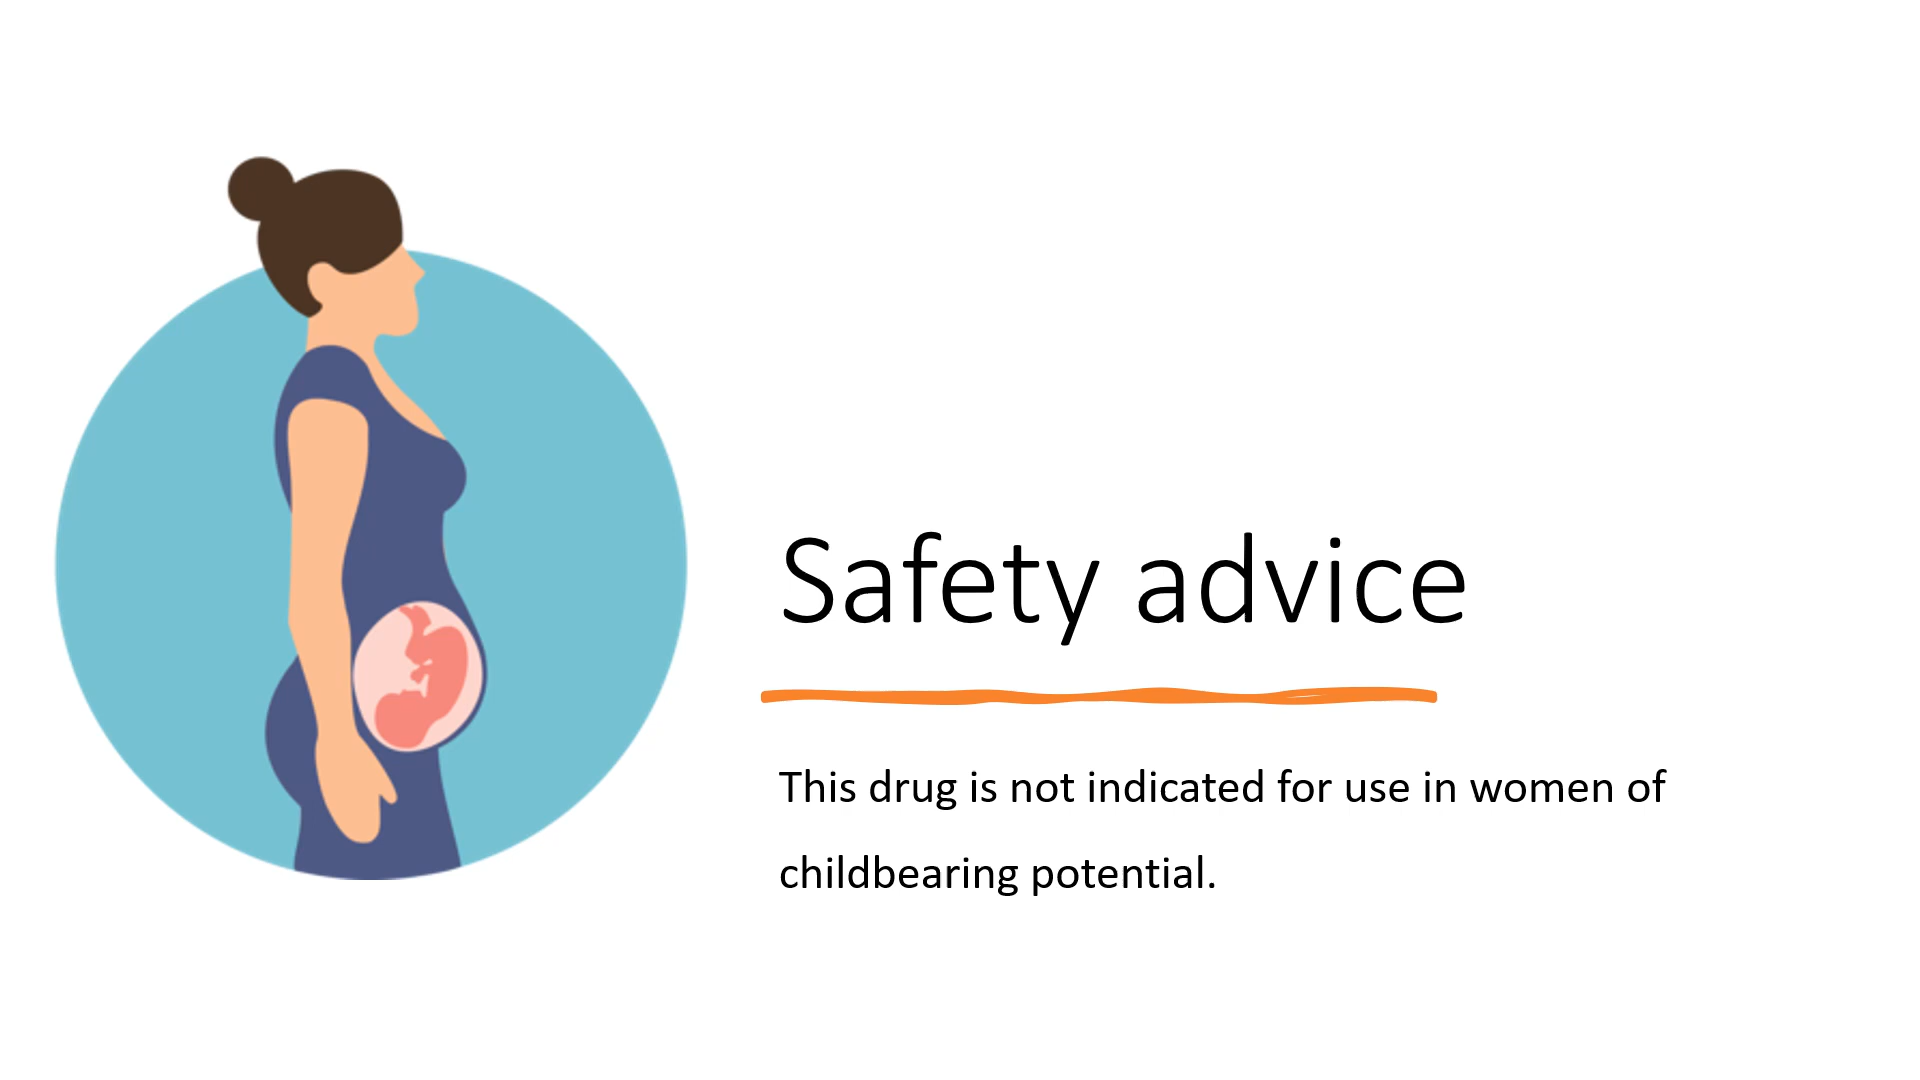 Safety advice
This drug is not indicated for use in women of
childbearing potential.